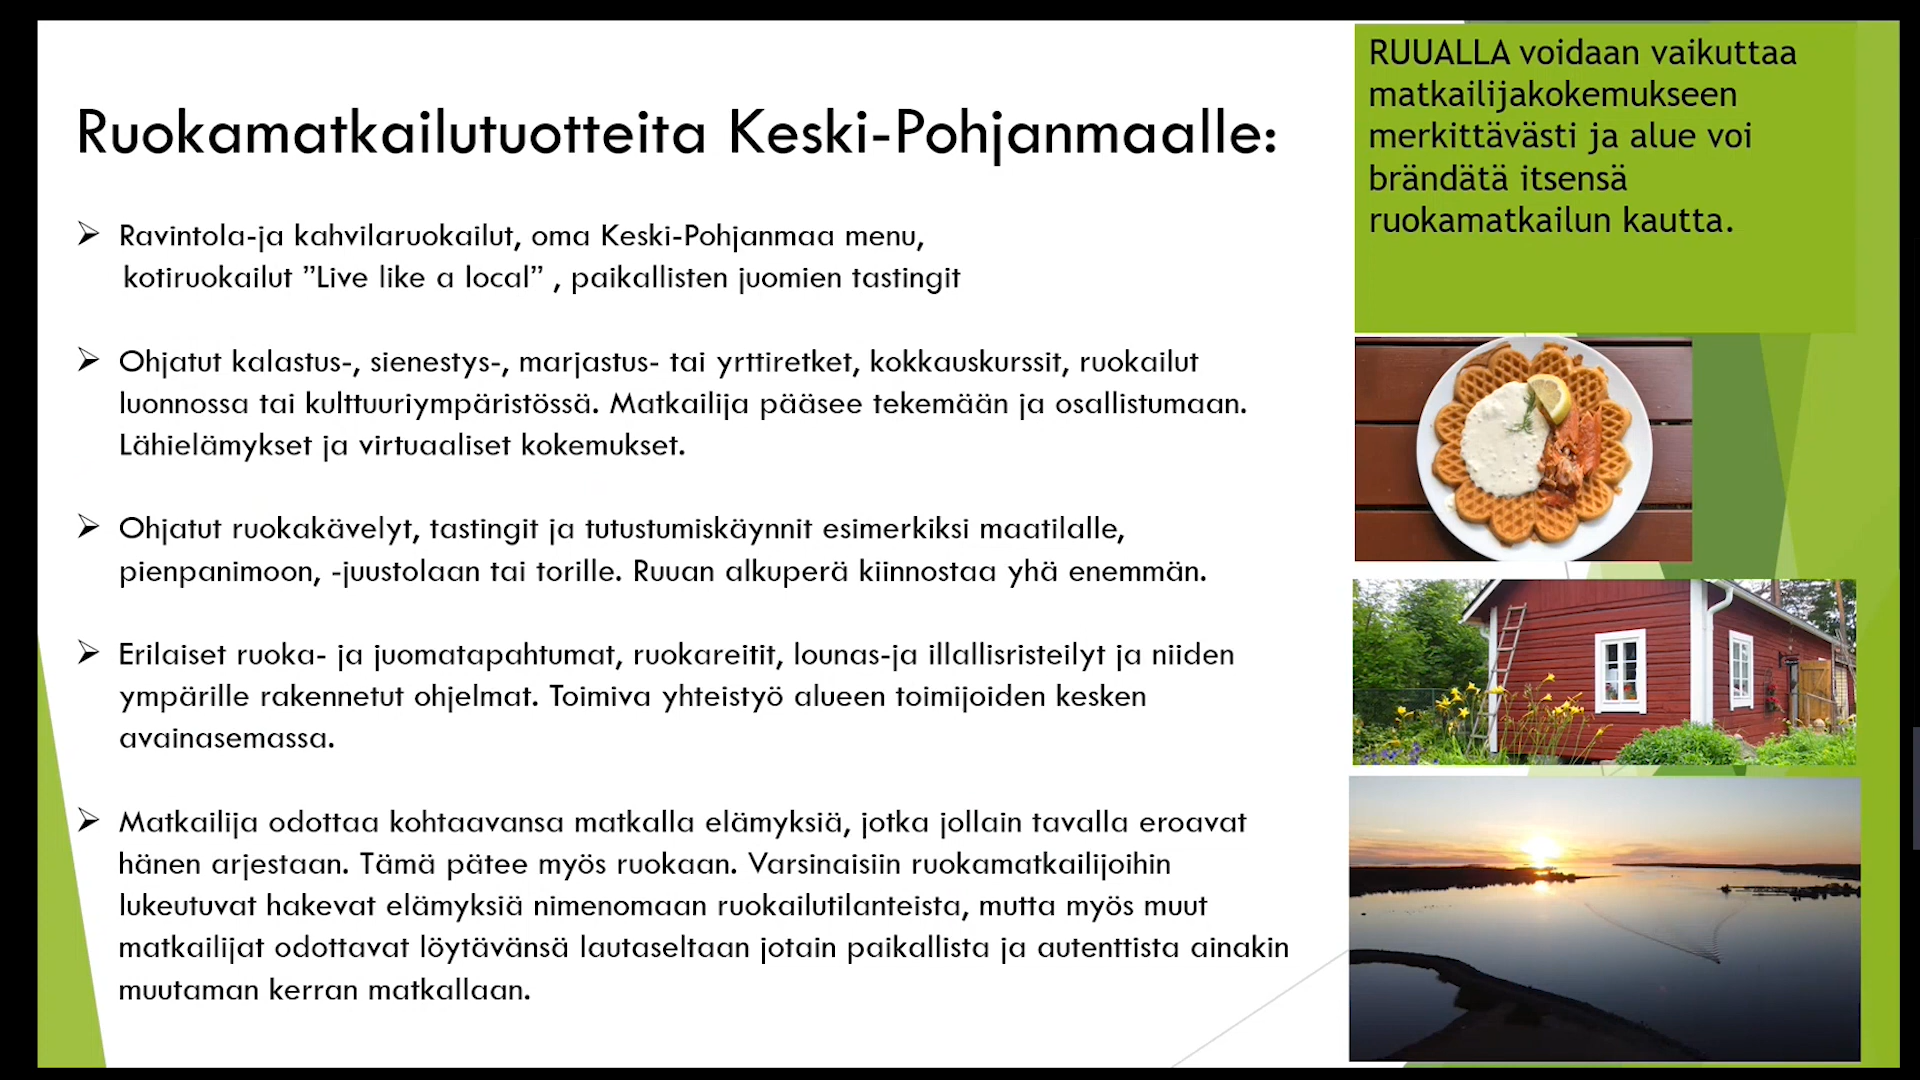 Ruokamatkailutuotteita Keski-Pohjanmaalle:
Ravintola-ja kahvilaruokailut, oma Keski-Pohjanmaa menu,
kotiruokailut ”Live like a local” , paikallisten juomien tastingit
Ohjatut kalastus-, sienestys-, marjastus- tai yrttiretket, kokkauskurssit, ruokailut
luonnossa tai kulttuuriympäristössä. Matkailija pääsee tekemään ja osallistumaan.
Lähielämykset ja virtuaaliset kokemukset.
Ohjatut ruokakävelyt, tastingit ja tutustumiskäynnit esimerkiksi maatilalle,
pienpanimoon, -juustolaan tai torille. Ruuan alkuperä kiinnostaa yhä enemmän.
Erilaiset ruoka- ja juomatapahtumat, ruokareitit, lounas-ja illallisristeilyt ja niiden
ympärille rakennetut ohjelmat. Toimiva yhteistyö alueen toimijoiden kesken
avainasemassa.
Matkailija odottaa kohtaavansa matkalla elämyksiä, jotka jollain tavalla eroavat
hänen arjestaan. Tämä pätee myös ruokaan. Varsinaisiin ruokamatkailijoihin
lukeutuvat hakevat elämyksiä nimenomaan ruokailutilanteista, mutta myös muut
matkailijat odottavat löytävänsä lautaseltaan jotain paikallista ja autenttista ainakin
muutaman kerran matkallaan.
RUUALLA voidaan vaikuttaa
matkailijakokemukseen
merkittävästi ja alue voi
brändätä itsensä
ruokamatkailun kautta.